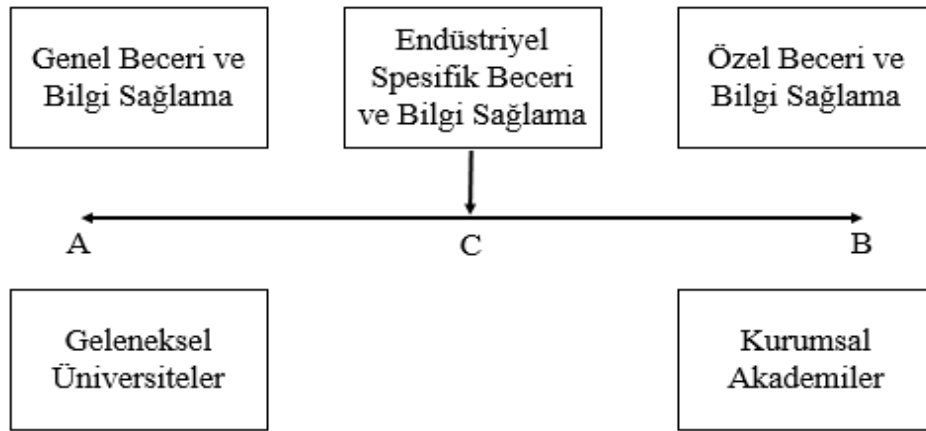 Genel Beceri ve
Bilgi Sağlama
Endüstriyel
Spesifik Beceri
ve Bilgi Sağlama
Özel Beceri ve
Bilgi Sağlama
A
C
B
Geleneksel
Üniversiteler
Kurumsal
Akademiler